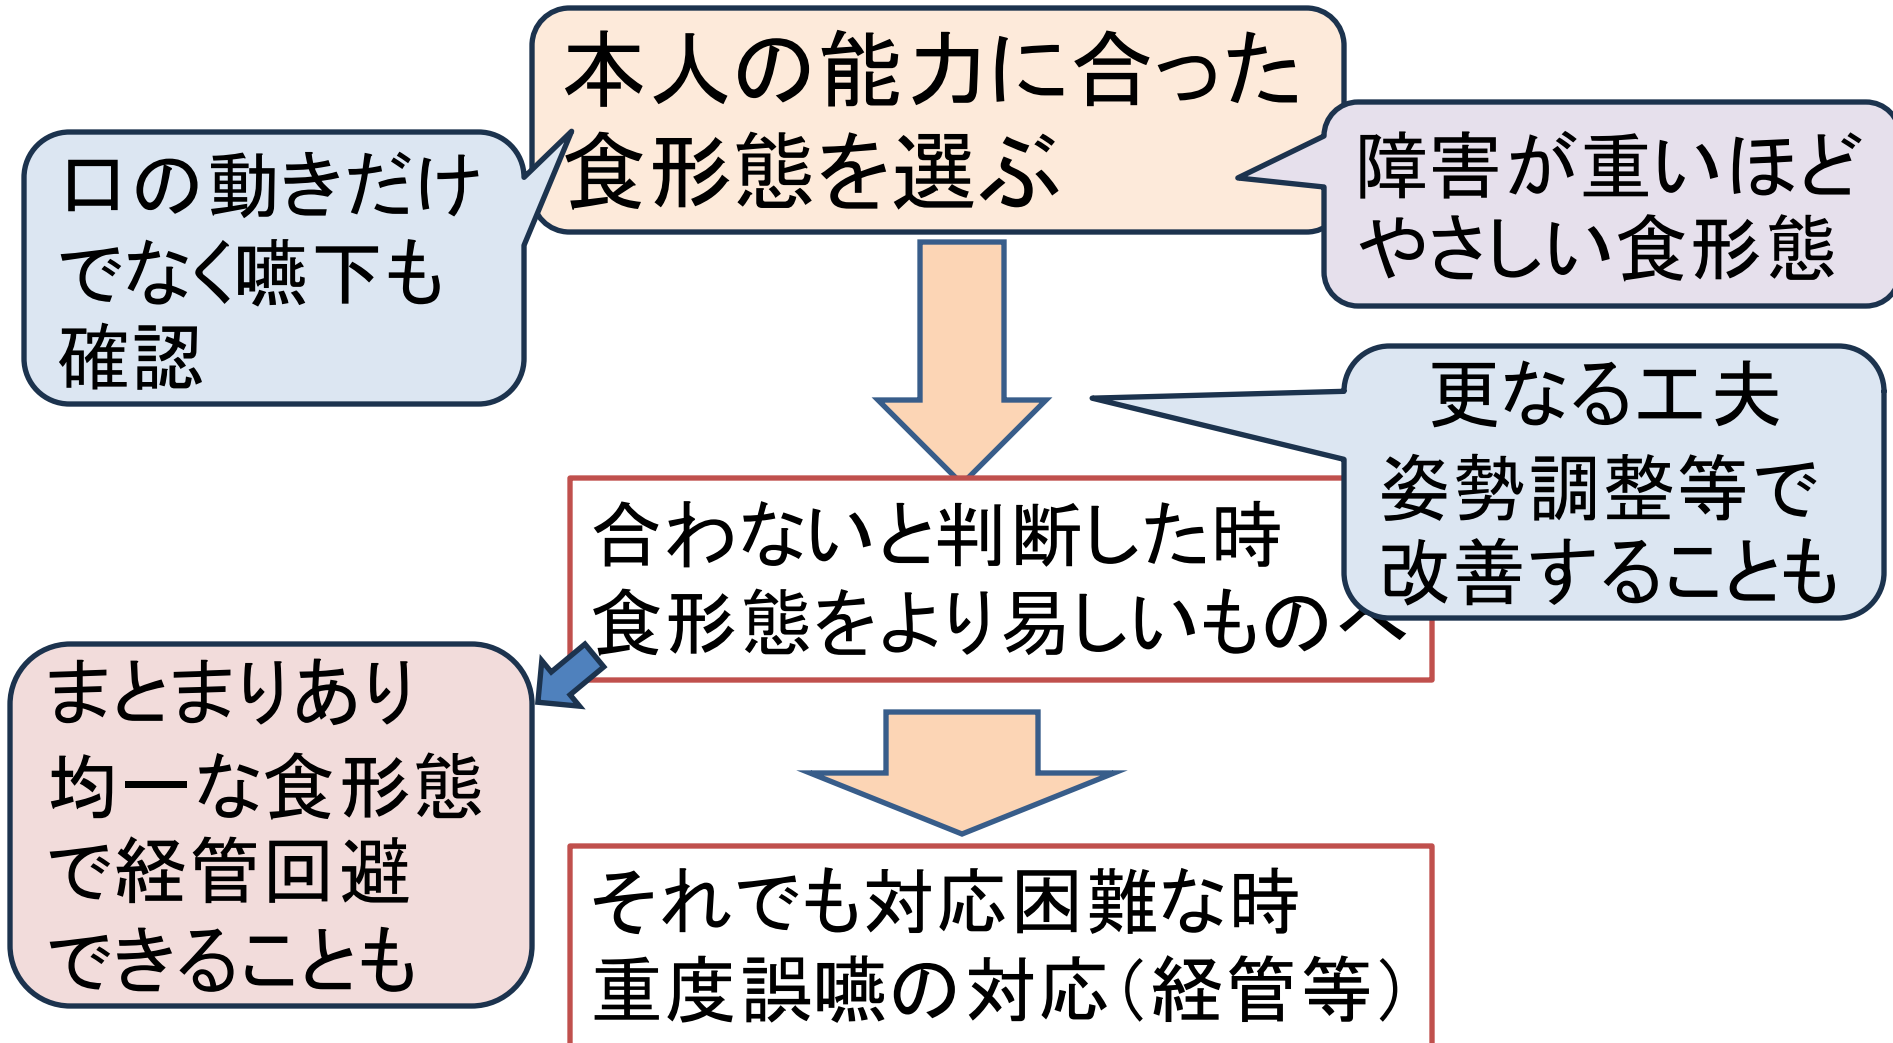 本人の能力に合った
食形態を選ぶ
口の動きだけ
でなく嚥下も
確認
障害が重いほど
やさしい食形態
更なる工夫
姿勢調整等で
改善することも
合わないと判断した時
食形態をより易しいものへ
まとまりあり
均一な食形態
で経管回避
できることも
それでも対応困難な時
重度誤嚥の対応（経管等）